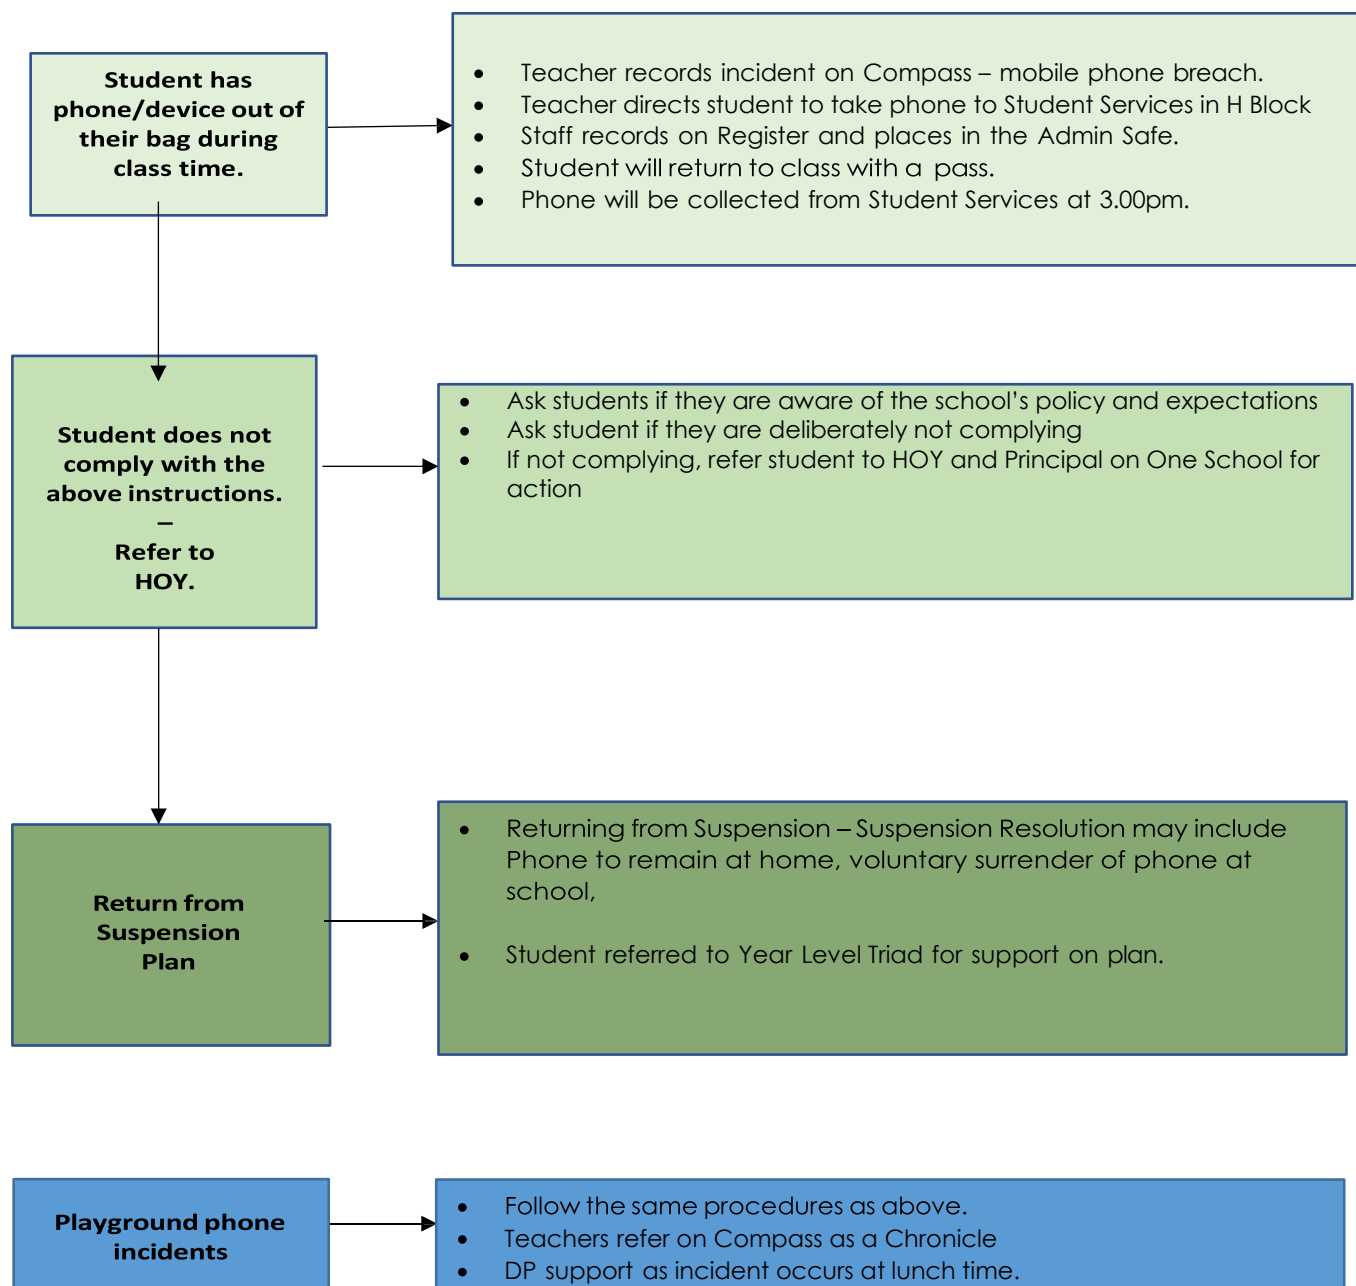 Student has
phone/device out of
their bag during
class time.
• Teacher records incident on Compass – mobile phone breach.
• Teacher directs student to take phone to Student Services in H Block
• Staff records on Register and places in the Admin Safe.
• Student will return to class with a pass.
• Phone will be collected from Student Services at 3.00pm.
Student does not
comply with the
above instructions.
–
Refer to
HOY.
• Ask students if they are aware of the school’s policy and expectations
• Ask student if they are deliberately not complying
• If not complying, refer student to HOY and Principal on One School for
action
Return from
Suspension
Plan
• Returning from Suspension – Suspension Resolution may include
Phone to remain at home, voluntary surrender of phone at
school,
• Student referred to Year Level Triad for support on plan.
Playground phone
incidents
• Follow the same procedures as above.
• Teachers refer on Compass as a Chronicle
• DP support as incident occurs at lunch time.